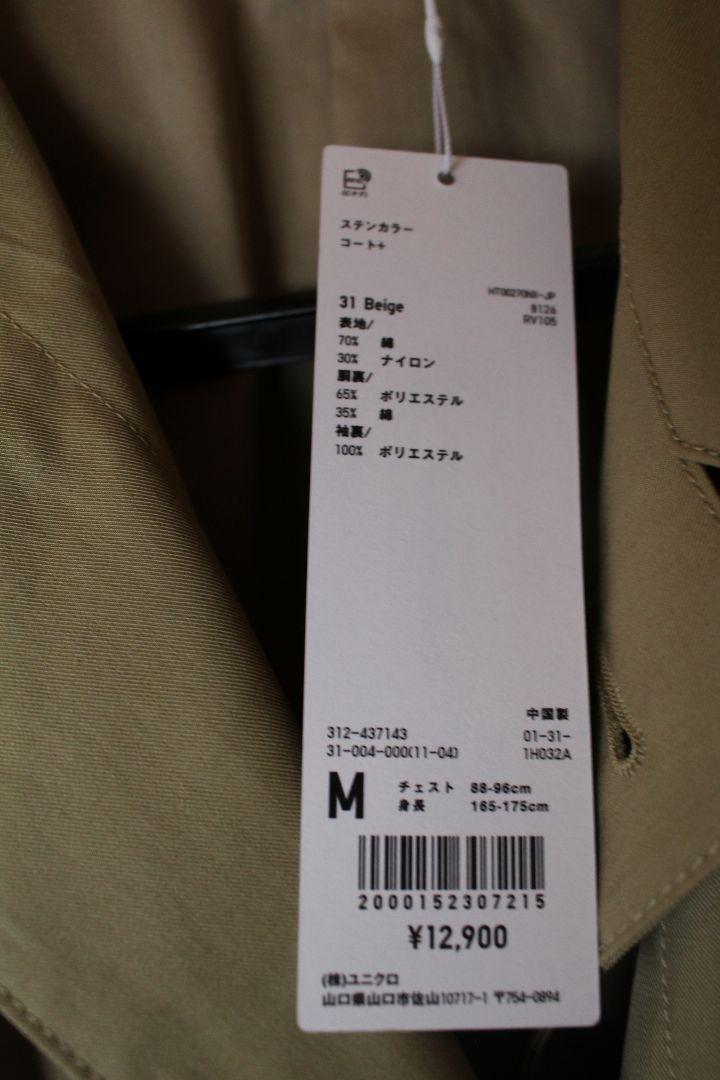 ステンカラー
コート+
HT00270NX-JP
31 Beige
8126
RV105
表地/
70% 綿
30% ナイロン
胴裏/
65% ポリエステル
35% 綿
袖裏/
100% ポリエステル
中国製
312-437143
01-31-
31-004-000(11-04)
1H032A
M
チェスト 88-96cm
身長 165-175cm
2000152307215
¥12,900
(株)ユニクロ
山口県山口市佐山10717-1 〒754-0894